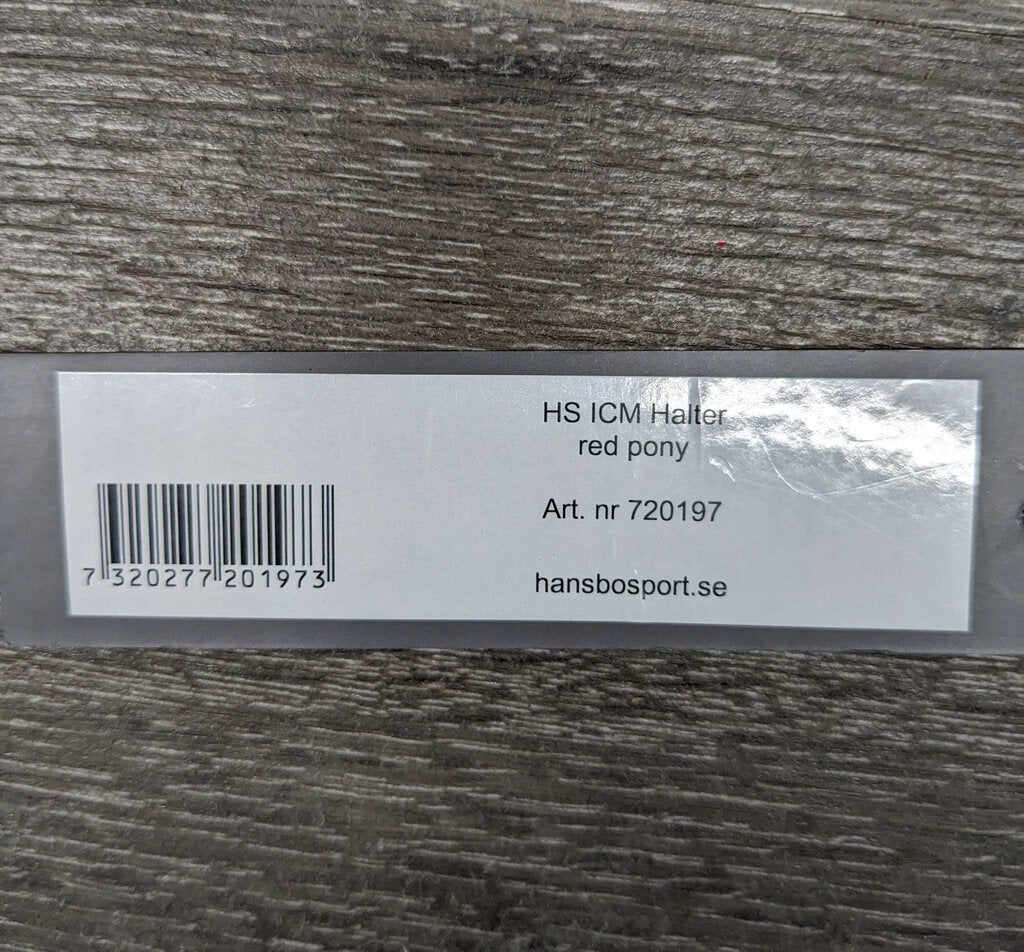 HS ICM Halter
red pony
Art. nr 720197
hansbosport.se
7 320277 201973